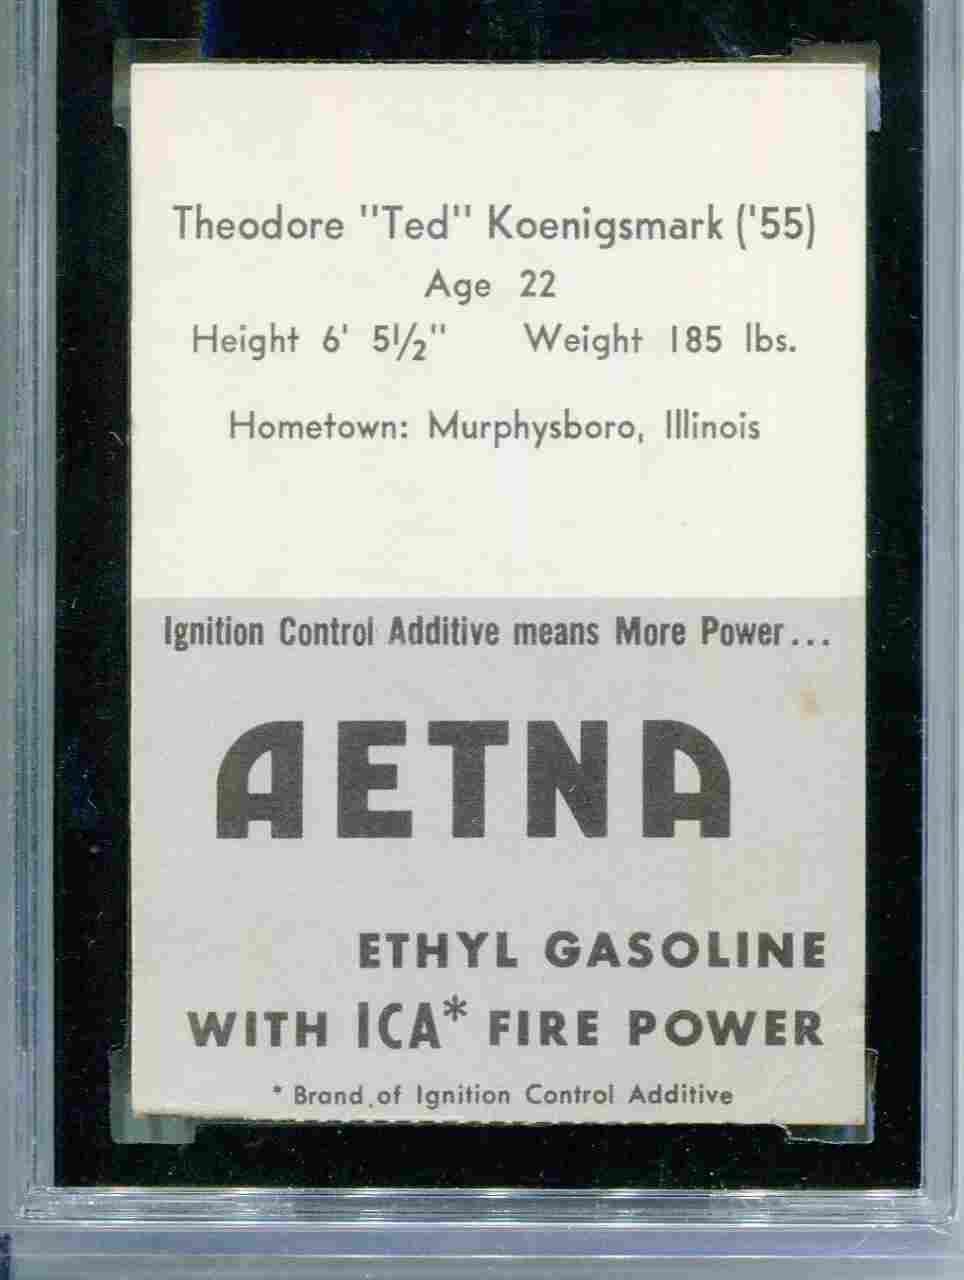 Theodore "Ted" Koenigsmark ('55)
Age 22
Height 6' 5½" Weight 185 lbs.
Hometown: Murphysboro, Illinois
Ignition Control Additive means More Power...
AETNA
ETHYL GASOLINE
WITH ICA* FIRE POWER
* Brand of Ignition Control Additive